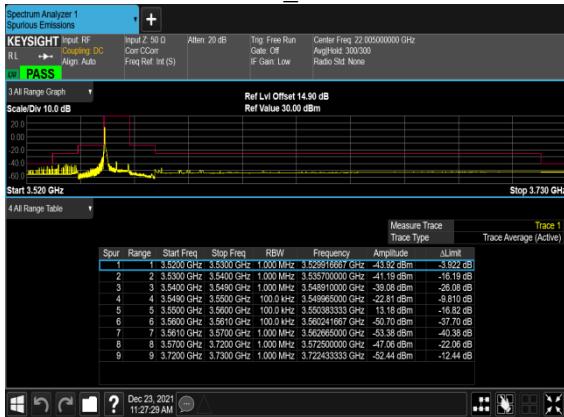 Spectrum Analyzer 1
Spurious Emissions
+
KEYSIGHT Input: RF Input Z: 50 Ω Atten: 20 dB Trig: Free Run Center Freq: 22.005000000 GHz
RL Coupling: DC Corr CCorr Gate: Off Avg|Hold: 300/300
Align: Auto Freq Ref: Int (S) IF Gain: Low Radio Std: None
PASS
3 All Range Graph
Ref Lvl Offset 14.90 dB
Scale/Div 10.0 dB Ref Value 30.00 dBm
20.0
0.00
-20.0
-40.0
-60.0
Start 3.520 GHz Stop 3.730 GHz
4 All Range Table
Measure Trace Trace 1
Trace Type Trace Average (Active)
Spur Range Start Freq Stop Freq RBW Frequency Amplitude ΔLimit
1 1 3.5200 GHz 3.5300 GHz 1.000 MHz 3.529916667 GHz -43.92 dBm -3.922 dB
2 2 3.5300 GHz 3.5400 GHz 1.000 MHz 3.535700000 GHz -41.19 dBm -16.19 dB
3 3 3.5400 GHz 3.5490 GHz 1.000 MHz 3.548910000 GHz -39.08 dBm -26.08 dB
4 4 3.5490 GHz 3.5500 GHz 100.0 kHz 3.549965000 GHz -22.81 dBm -9.810 dB
5 5 3.5500 GHz 3.5600 GHz 100.0 kHz 3.550383333 GHz 13.18 dBm -16.82 dB
6 6 3.5600 GHz 3.5610 GHz 100.0 kHz 3.560241667 GHz -50.70 dBm -37.70 dB
7 7 3.5610 GHz 3.5700 GHz 1.000 MHz 3.562665000 GHz -53.38 dBm -40.38 dB
8 8 3.5700 GHz 3.7200 GHz 1.000 MHz 3.572500000 GHz -47.06 dBm -22.06 dB
9 9 3.7200 GHz 3.7300 GHz 1.000 MHz 3.722433333 GHz -52.44 dBm -12.44 dB
? Dec 23, 2021
11:27:29 AM